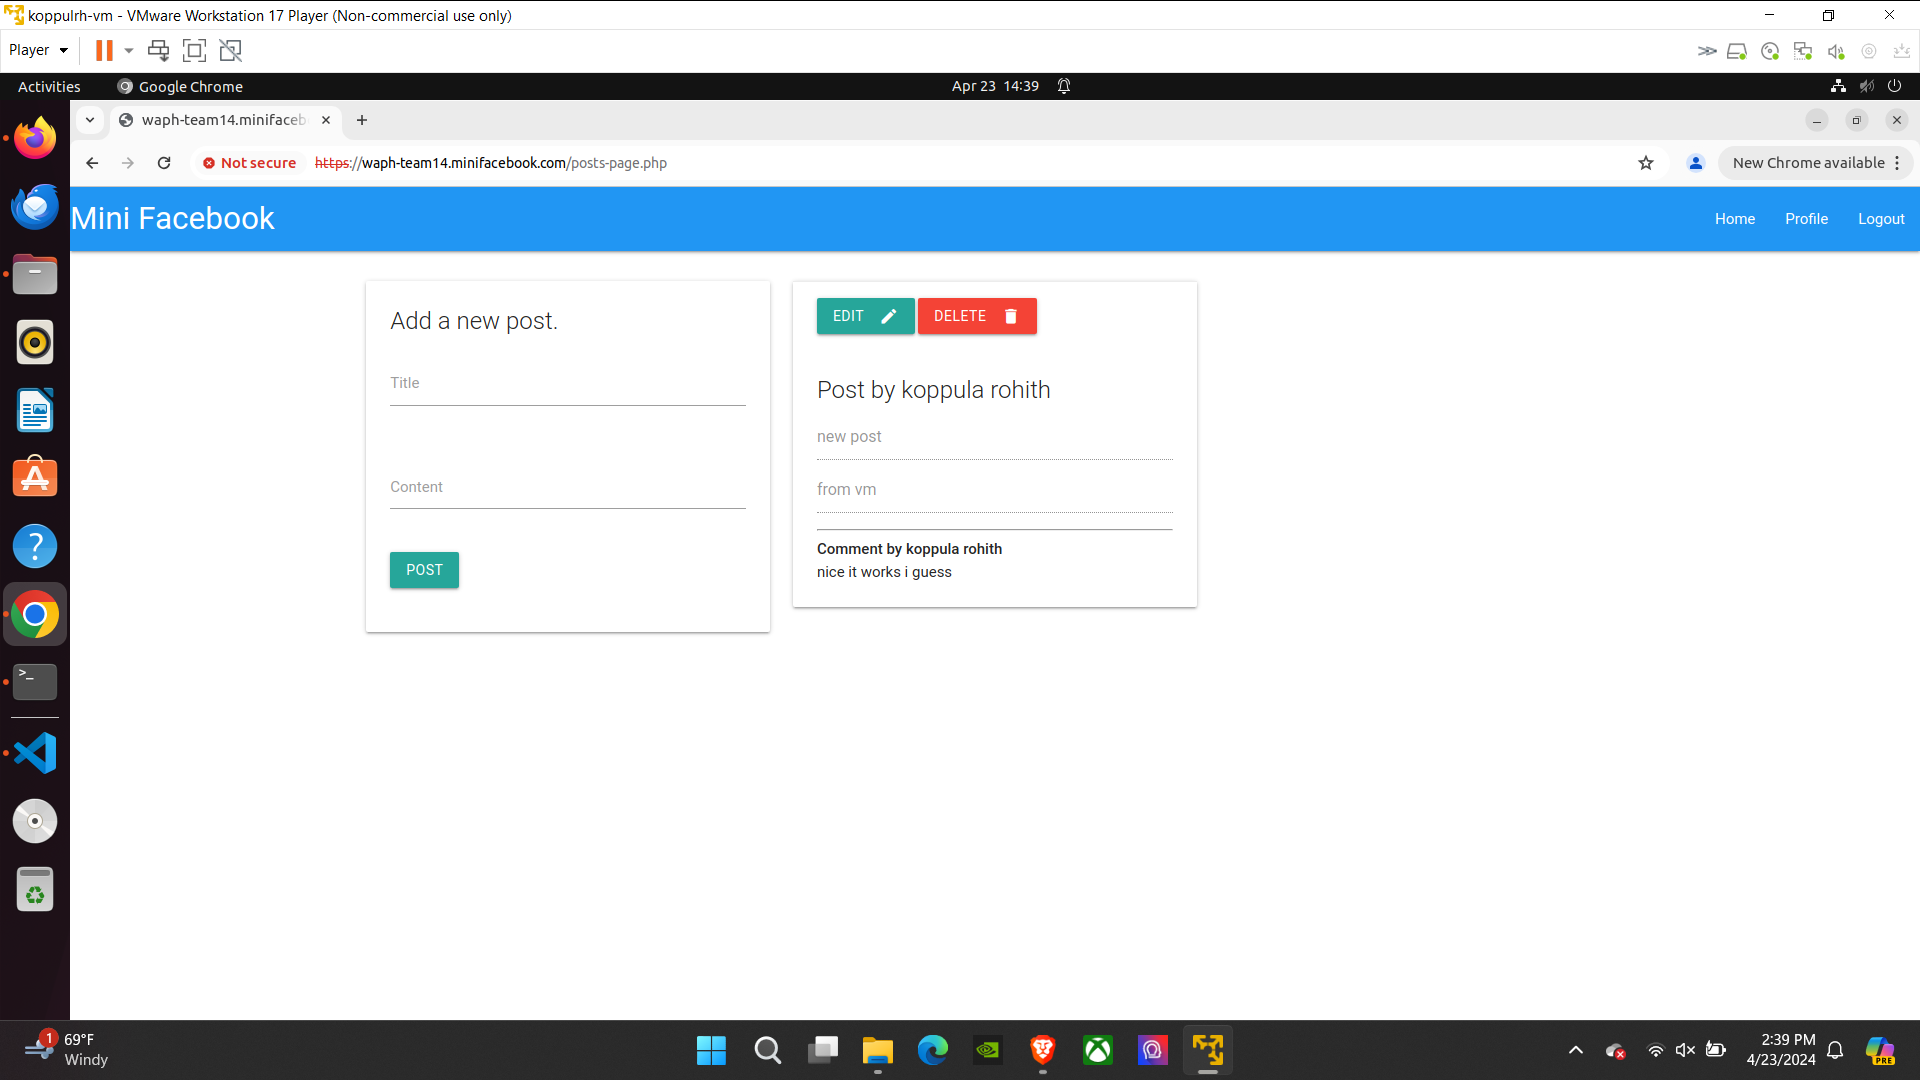 koppulrh-vm - VMware Workstation 17 Player (Non-commercial use only)
Player
Activities
Google Chrome
Apr 23 14:39
waph-team14.minifaceb
Not secure
https://waph-team14.minifacebook.com/posts-page.php
New Chrome available
Mini Facebook
Home
Profile
Logout
Add a new post.
Title
Content
POST
EDIT
DELETE
Post by koppula rohith
new post
from vm
Comment by koppula rohith
nice it works i guess
>_
?
1
69°F
Windy
2:39 PM
4/23/2024
PRE